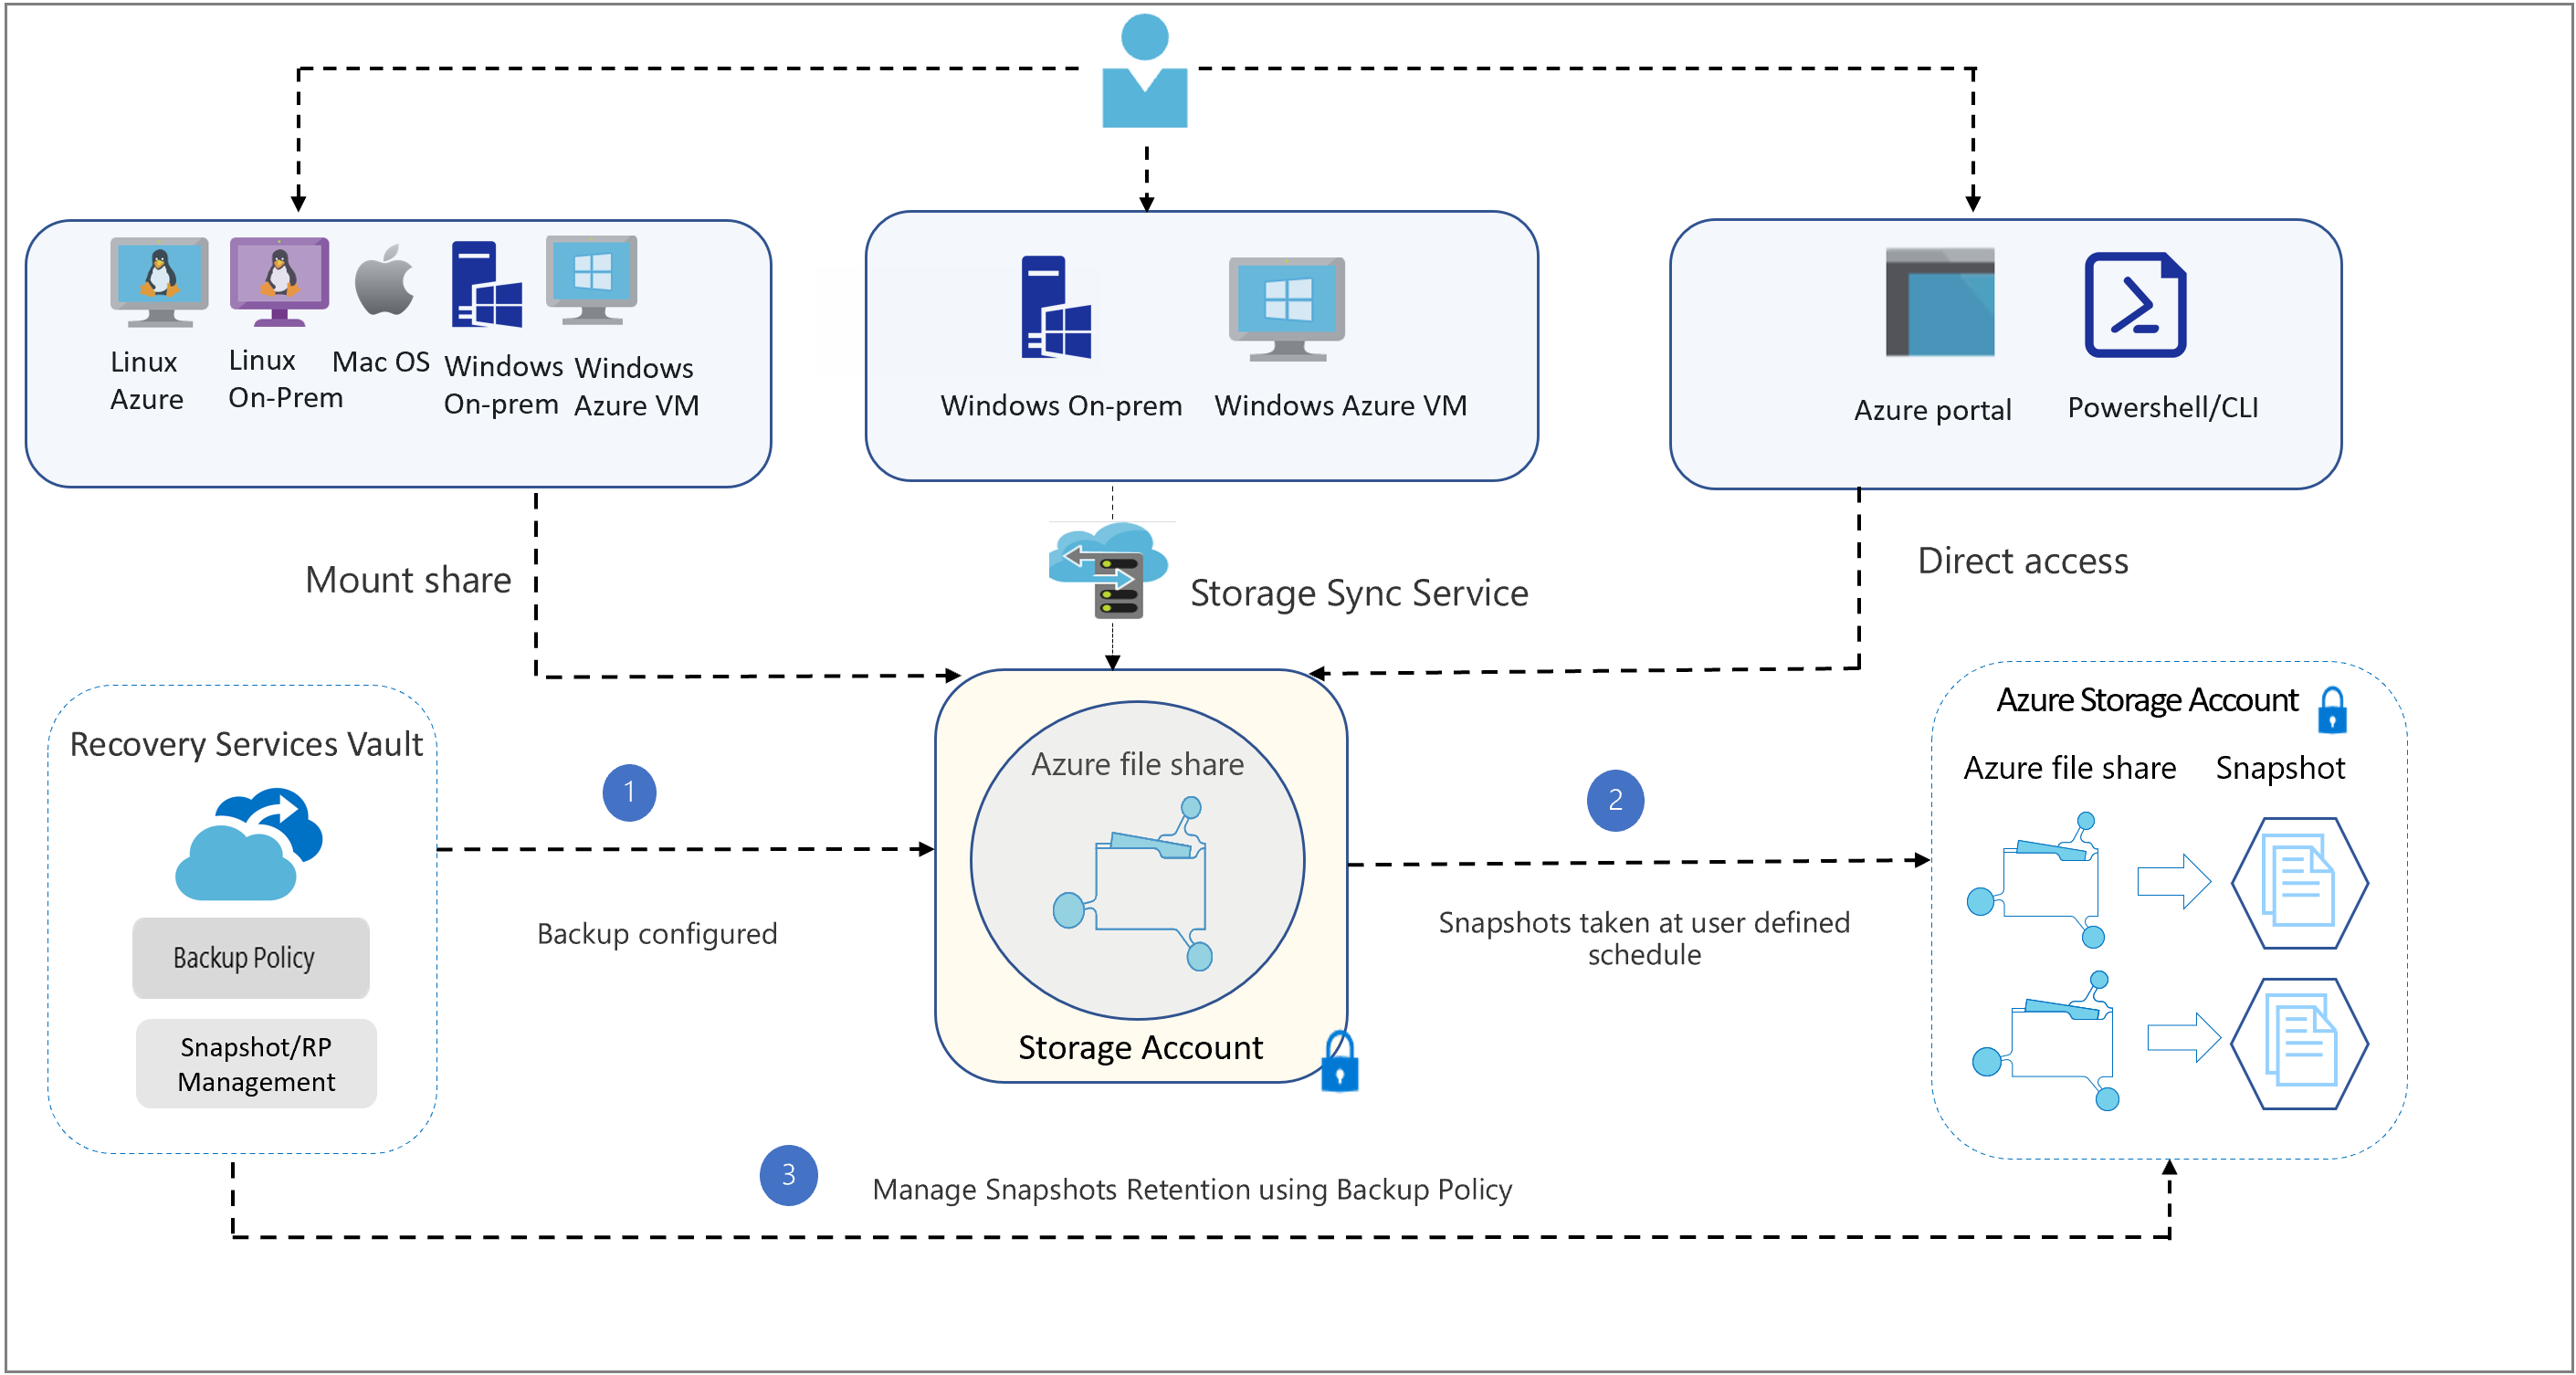 Linux
Azure
Linux
On-Prem
Mac OS
Windows
On-prem
Windows
Azure VM
Windows On-prem
Windows Azure VM
Azure portal
Powershell/CLI
Mount share
Storage Sync Service
Direct access
Recovery Services Vault
Backup Policy
Snapshot/RP
Management
1
Backup configured
Azure file share
Storage Account
2
Snapshots taken at user defined
schedule
Azure Storage Account
Azure file share
Snapshot
3
Manage Snapshots Retention using Backup Policy